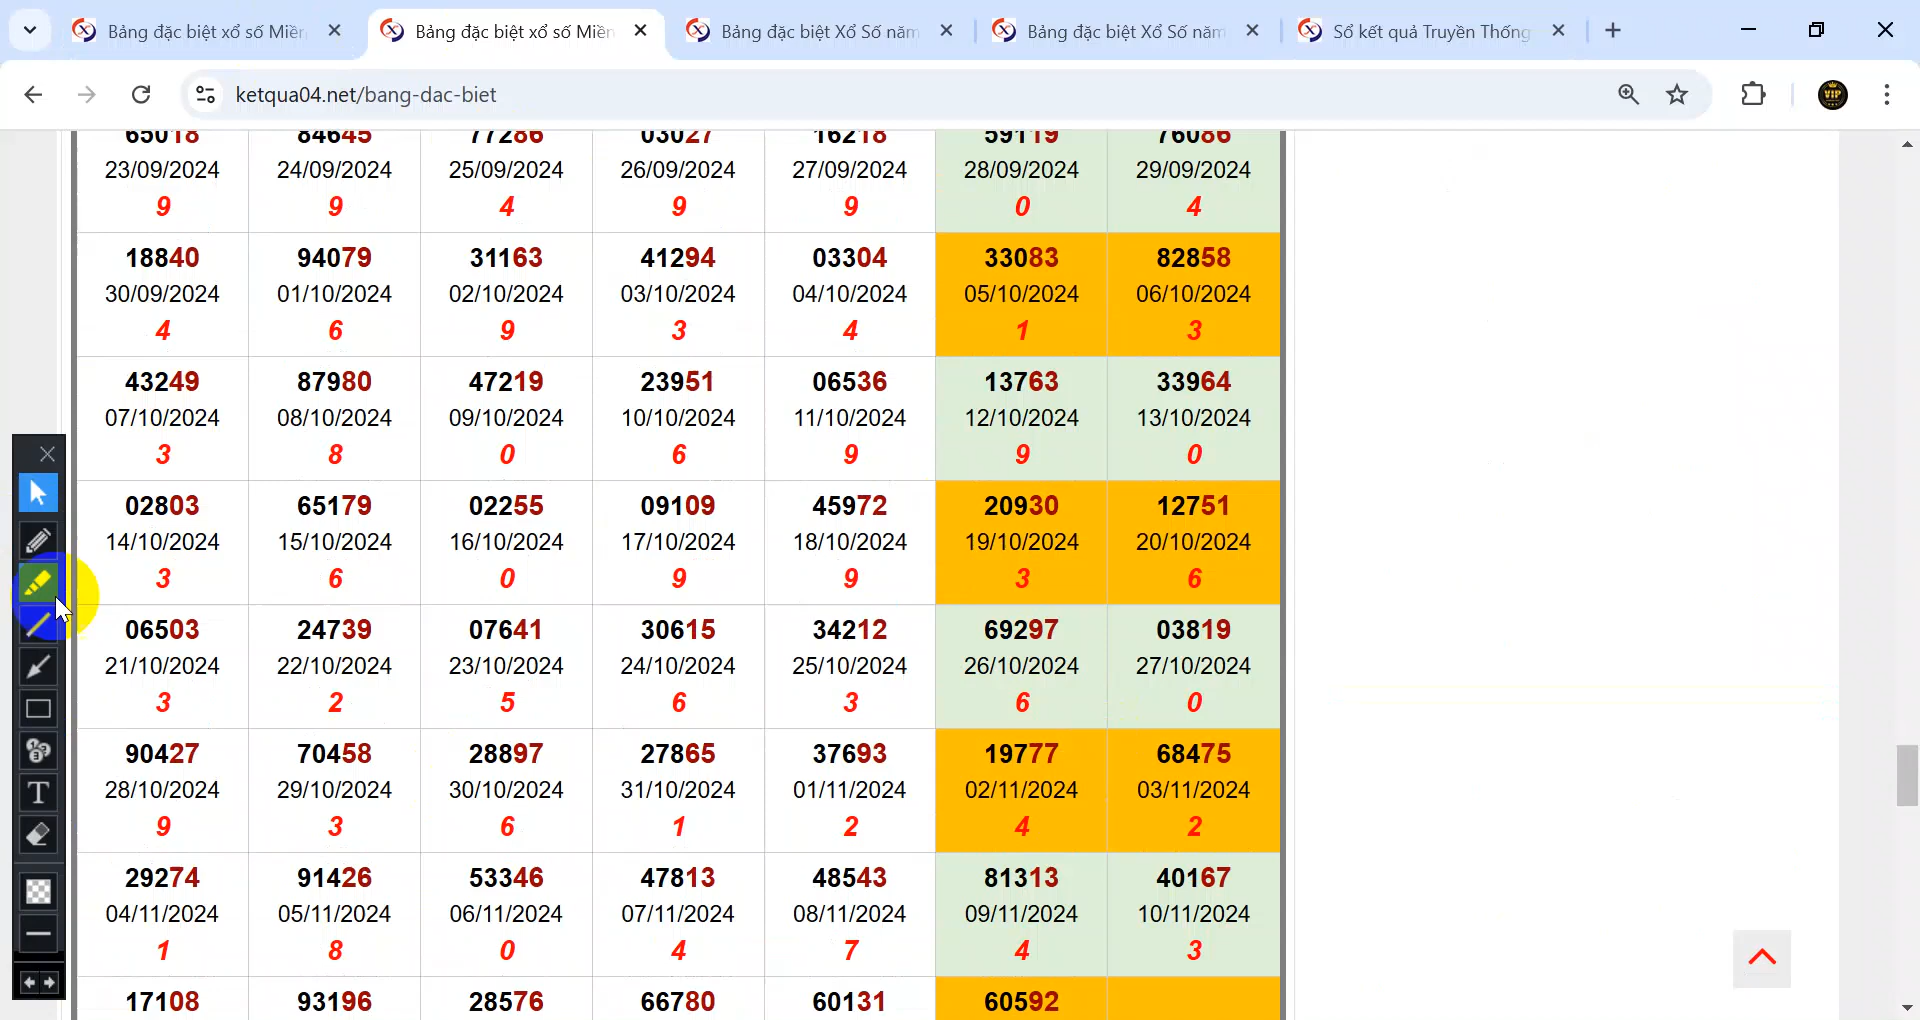 Bảng đặc biệt xổ số Miền
Bảng đặc biệt xổ số Miền
Bảng đặc biệt Xổ Số năm
Bảng đặc biệt Xổ Số năm
Sổ kết quả Truyền Thống
ketqua04.net/bang-dac-biet
VIP
65018 84645 77286 03027 16218 59119 76086
23/09/2024 24/09/2024 25/09/2024 26/09/2024 27/09/2024 28/09/2024 29/09/2024
9 9 4 9 9 0 4
18840 94079 31163 41294 03304 33083 82858
30/09/2024 01/10/2024 02/10/2024 03/10/2024 04/10/2024 05/10/2024 06/10/2024
4 6 9 3 4 1 3
43249 87980 47219 23951 06536 13763 33964
07/10/2024 08/10/2024 09/10/2024 10/10/2024 11/10/2024 12/10/2024 13/10/2024
3 8 0 6 9 9 0
02803 65179 02255 09109 45972 20930 12751
14/10/2024 15/10/2024 16/10/2024 17/10/2024 18/10/2024 19/10/2024 20/10/2024
3 6 0 9 9 3 6
06503 24739 07641 30615 34212 69297 03819
21/10/2024 22/10/2024 23/10/2024 24/10/2024 25/10/2024 26/10/2024 27/10/2024
3 2 5 6 3 6 0
90427 70458 28897 27865 37693 19777 68475
28/10/2024 29/10/2024 30/10/2024 31/10/2024 01/11/2024 02/11/2024 03/11/2024
9 3 6 1 2 4 2
29274 91426 53346 47813 48543 81313 40167
04/11/2024 05/11/2024 06/11/2024 07/11/2024 08/11/2024 09/11/2024 10/11/2024
1 8 0 4 7 4 3
17108 93196 28576 66780 60131 60592
T